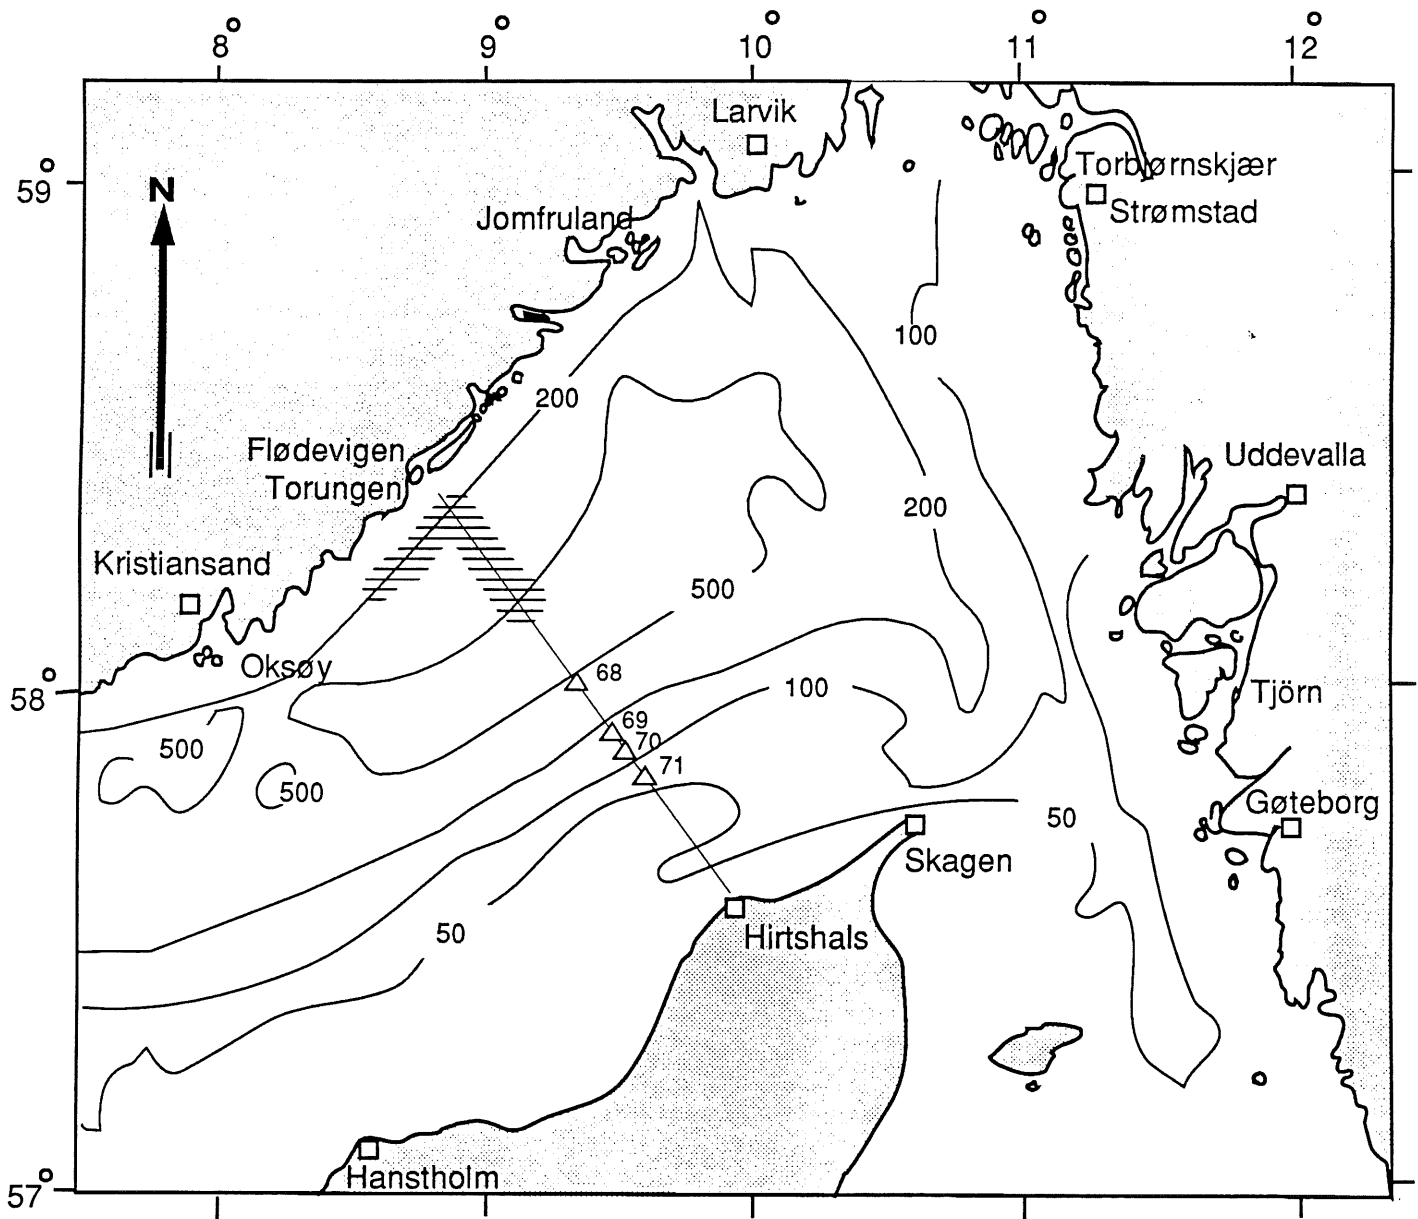 8°
9°
10°
11°
12°
Larvik
59°
N
Torbjørnskjær
Jomfruland
Strømstad
100
200
Flødevigen
Uddevalla
Torungen
200
Kristiansand
500
Oksøy
68
58°
100
Tjörn
69
500
70
71
500
Gøteborg
50
Skagen
50
Hirtshals
57°
Hanstholm